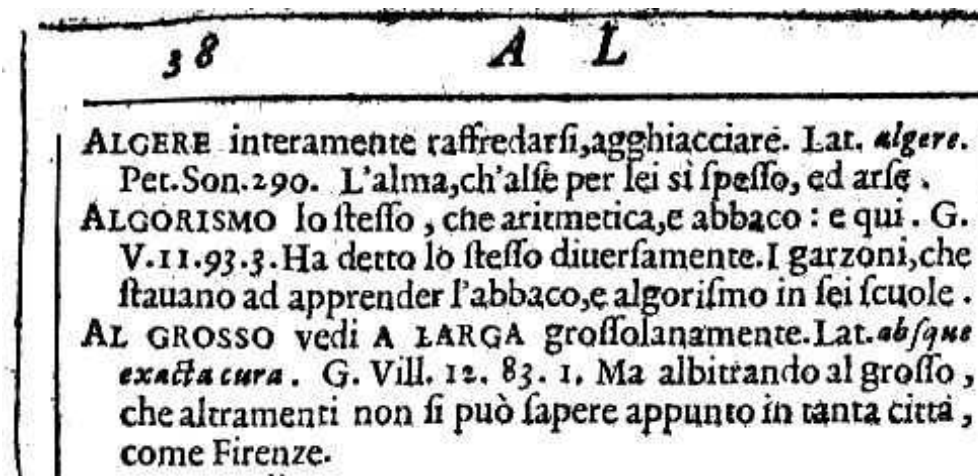 38 A L
ALGERE interamente raffredarſi,agghiacciare. Lat. algere.
Pet.Son.290. L'alma,ch'alſe per lei sì ſpeſſo, ed arſe.
ALGORISMO lo ſteſſo, che aritmetica,e abbaco: e qui. G.
V.11.93.3.Ha detto lo ſteſſo diuerſamente.I garzoni,che
ſtauano ad apprender l'abbaco,e algoriſmo in ſei ſcuole.
AL GROSSO vedi A LARGA groſſolanamente.Lat.abſque
exacta cura. G. Vill. 12. 83. 1. Ma albitrando al groſſo,
che altramenti non ſi può ſapere appunto in tanta città,
come Firenze.